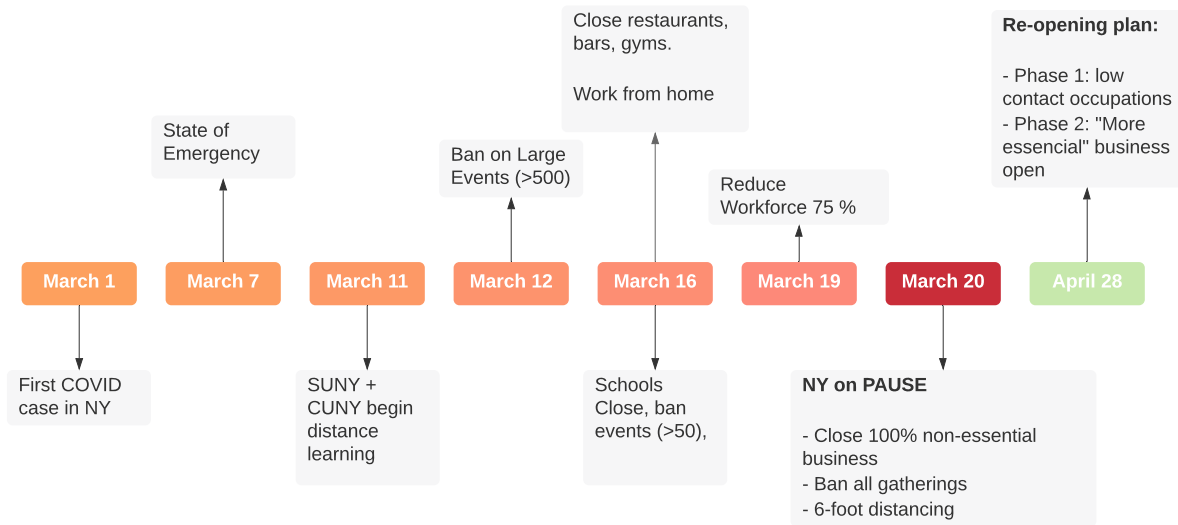 Close restaurants,
bars, gyms.
Work from home
Re-opening plan:
- Phase 1: low
contact occupations
- Phase 2: "More
essencial" business
open
State of
Emergency
Ban on Large
Events (>500)
Reduce
Workforce 75 %
March 1
March 7
March 11
March 12
March 16
March 19
March 20
April 28
First COVID
case in NY
SUNY +
CUNY begin
distance
learning
Schools
Close, ban
events (>50),
NY on PAUSE
- Close 100% non-essential
business
- Ban all gatherings
- 6-foot distancing